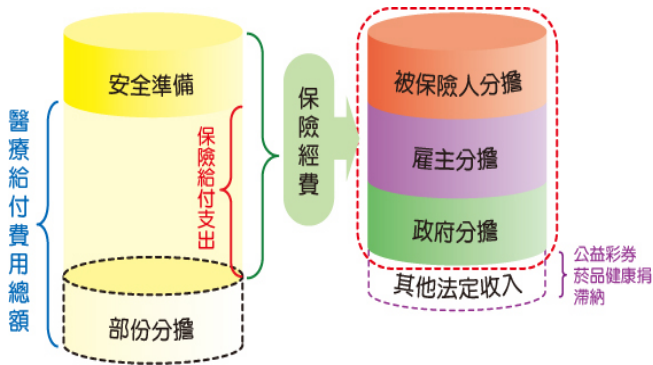 安全準備
醫療給付費用總額
保險給付支出
部份分擔
保險經費
被保險人分擔
雇主分擔
政府分擔
其他法定收入
公益彩券
菸品健康捐
滯納